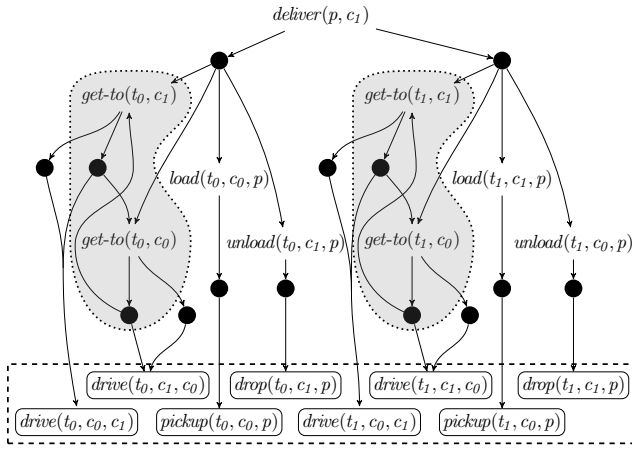 deliver(p, c₁)
get-to(t₀, c₁) get-to(t₁, c₁)
load(t₀, c₀, p) load(t₁, c₁, p)
get-to(t₀, c₀) unload(t₀, c₁, p) get-to(t₁, c₀) unload(t₁, c₀, p)
drive(t₀, c₁, c₀) drop(t₀, c₁, p) drive(t₁, c₁, c₀) drop(t₁, c₁, p)
drive(t₀, c₀, c₁) pickup(t₀, c₀, p) drive(t₁, c₀, c₁) pickup(t₁, c₀, p)